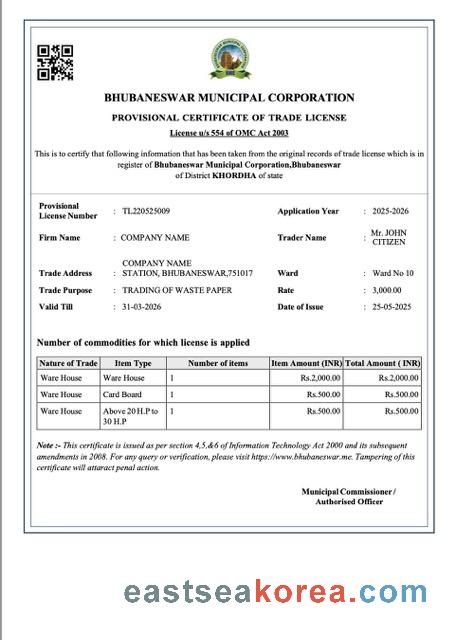 BHUBANESWAR MUNICIPAL CORPORATION
PROVISIONAL CERTIFICATE OF TRADE LICENSE
License u/s 554 of OMC Act 2003
This is to certify that following information that has been taken from the original records of trade license which is in
register of Bhubaneswar Municipal Corporation,Bhubaneswar
of District KHORDHA of state
Provisional License Number : TL220525009 Application Year : 2025-2026
Firm Name : COMPANY NAME Trader Name : Mr. JOHN CITIZEN
Trade Address : COMPANY NAME STATION, BHUBANESWAR,751017 Ward : Ward No 10
Trade Purpose : TRADING OF WASTE PAPER Rate : 3,000.00
Valid Till : 31-03-2026 Date of Issue : 25-05-2025
Number of commodities for which license is applied
Nature of Trade Item Type Number of items Item Amount (INR) Total Amount ( INR)
Ware House Ware House 1 Rs.2,000.00 Rs.2,000.00
Ware House Card Board 1 Rs.500.00 Rs.500.00
Ware House Above 20 H.P to 30 H.P 1 Rs.500.00 Rs.500.00
Note :- This certificate is issued as per section 4,5,&6 of Information Technology Act 2000 and its subsequent
amendments in 2008. For any query or verification, please visit https://www.bhubaneswar.me. Tampering of this
certificate will attaract penal action.
Municipal Commissioner /
Authorised Officer
eastseakorea.com